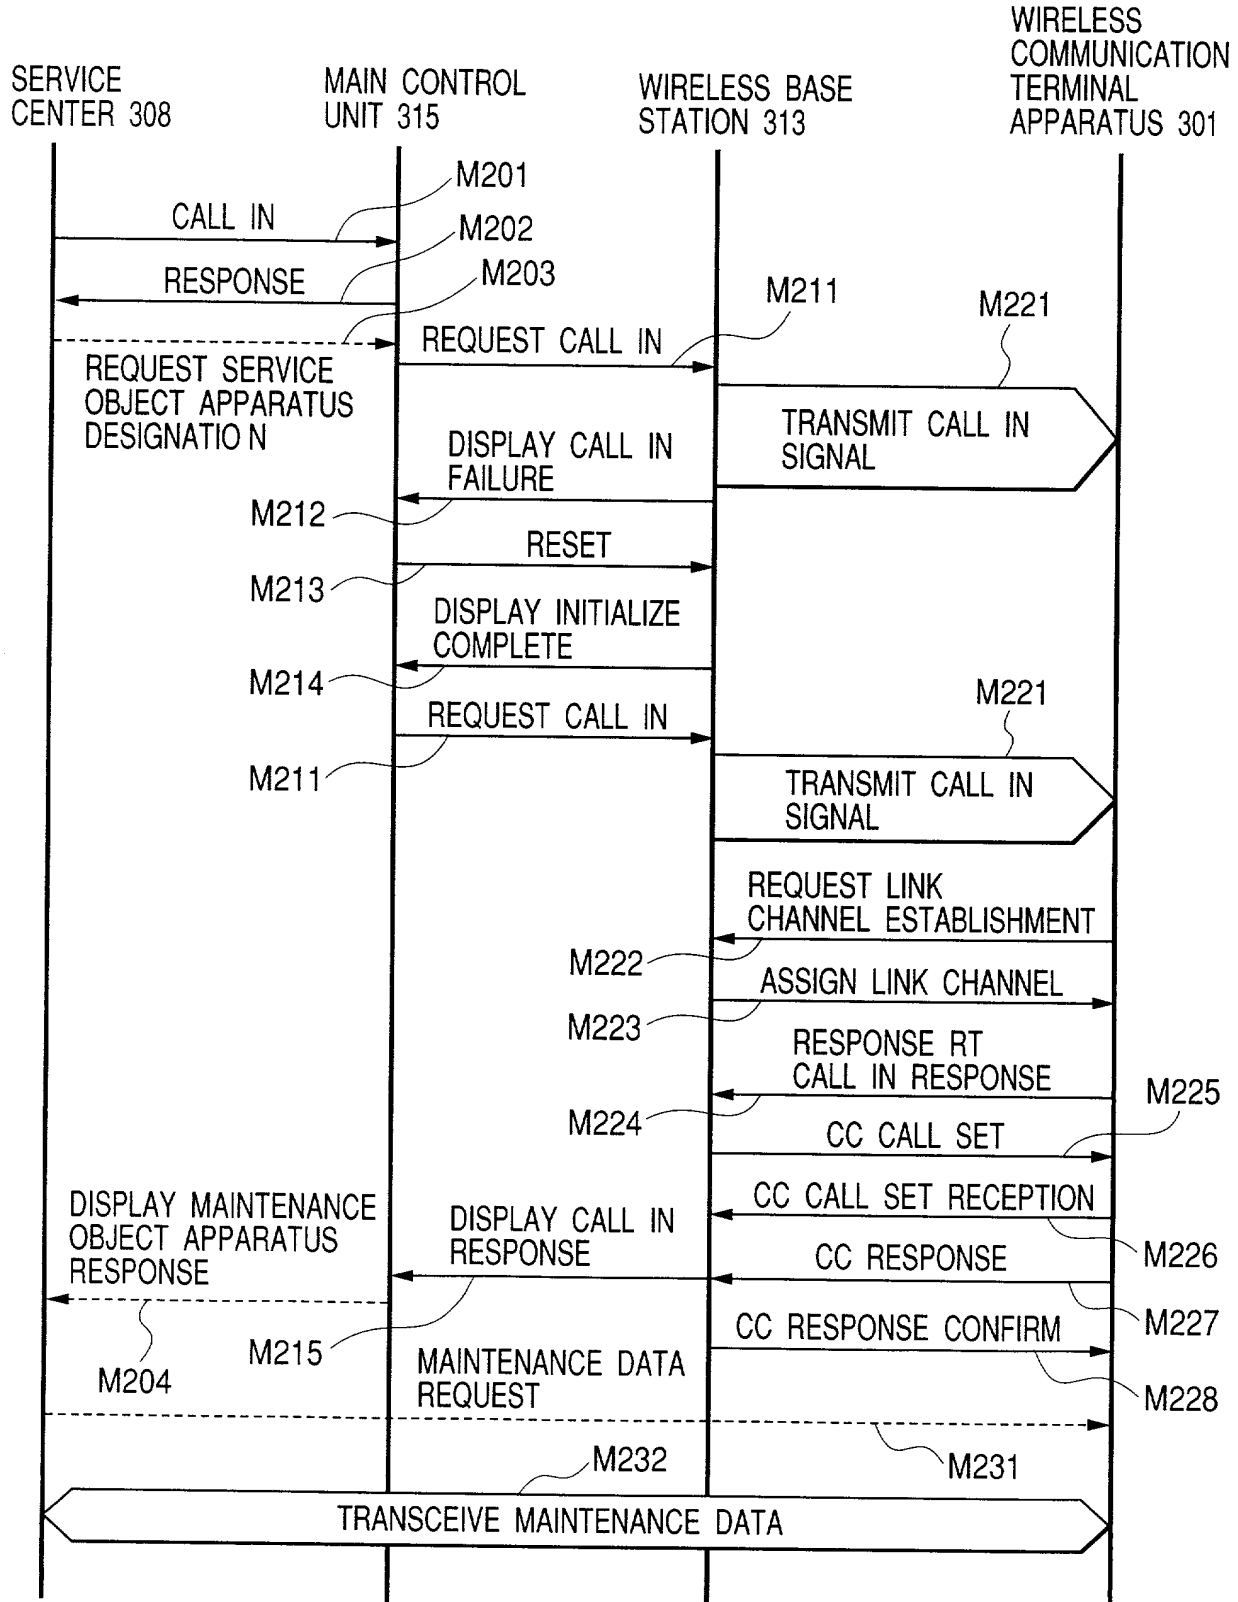 SERVICE
CENTER 308
MAIN CONTROL
UNIT 315
WIRELESS BASE
STATION 313
WIRELESS
COMMUNICATION
TERMINAL
APPARATUS 301
M201
CALL IN
M202
RESPONSE
M203
REQUEST SERVICE
OBJECT APPARATUS
DESIGNATIO N
M211
REQUEST CALL IN
M221
TRANSMIT CALL IN
SIGNAL
DISPLAY CALL IN
FAILURE
M212
RESET
M213
DISPLAY INITIALIZE
COMPLETE
M214
REQUEST CALL IN
M211
M221
TRANSMIT CALL IN
SIGNAL
REQUEST LINK
CHANNEL ESTABLISHMENT
M222
ASSIGN LINK CHANNEL
M223
RESPONSE RT
CALL IN RESPONSE
M224
M225
CC CALL SET
CC CALL SET RECEPTION
M226
DISPLAY MAINTENANCE
OBJECT APPARATUS
RESPONSE
DISPLAY CALL IN
RESPONSE
CC RESPONSE
M227
M204
M215
CC RESPONSE CONFIRM
M228
MAINTENANCE DATA
REQUEST
M231
M232
TRANSCEIVE MAINTENANCE DATA